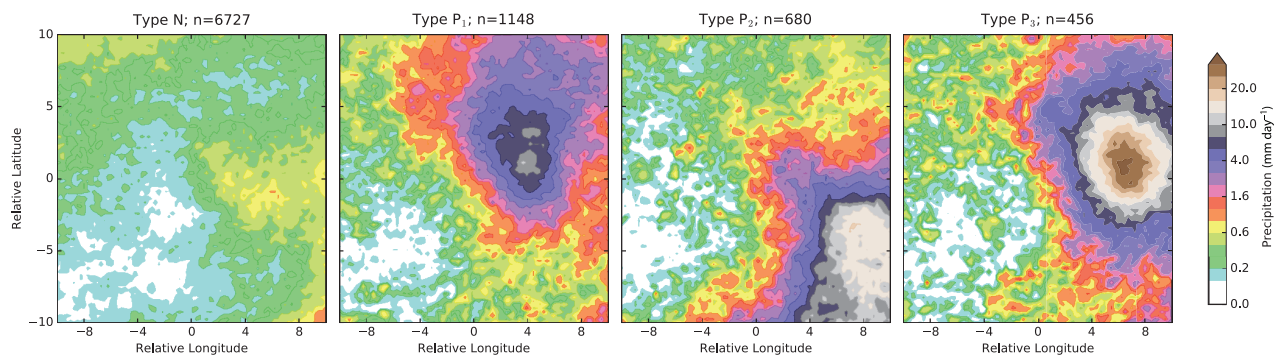 Type N; n=6727
Type P₁; n=1148
Type P₂; n=680
Type P₃; n=456
10
5
0
−5
−10
Relative Latitude
−8 −4 0 4 8
−8 −4 0 4 8
−8 −4 0 4 8
−8 −4 0 4 8
Relative Longitude
Relative Longitude
Relative Longitude
Relative Longitude
20.0
10.0
4.0
1.6
0.6
0.2
0.0
Precipitation (mm day⁻¹)